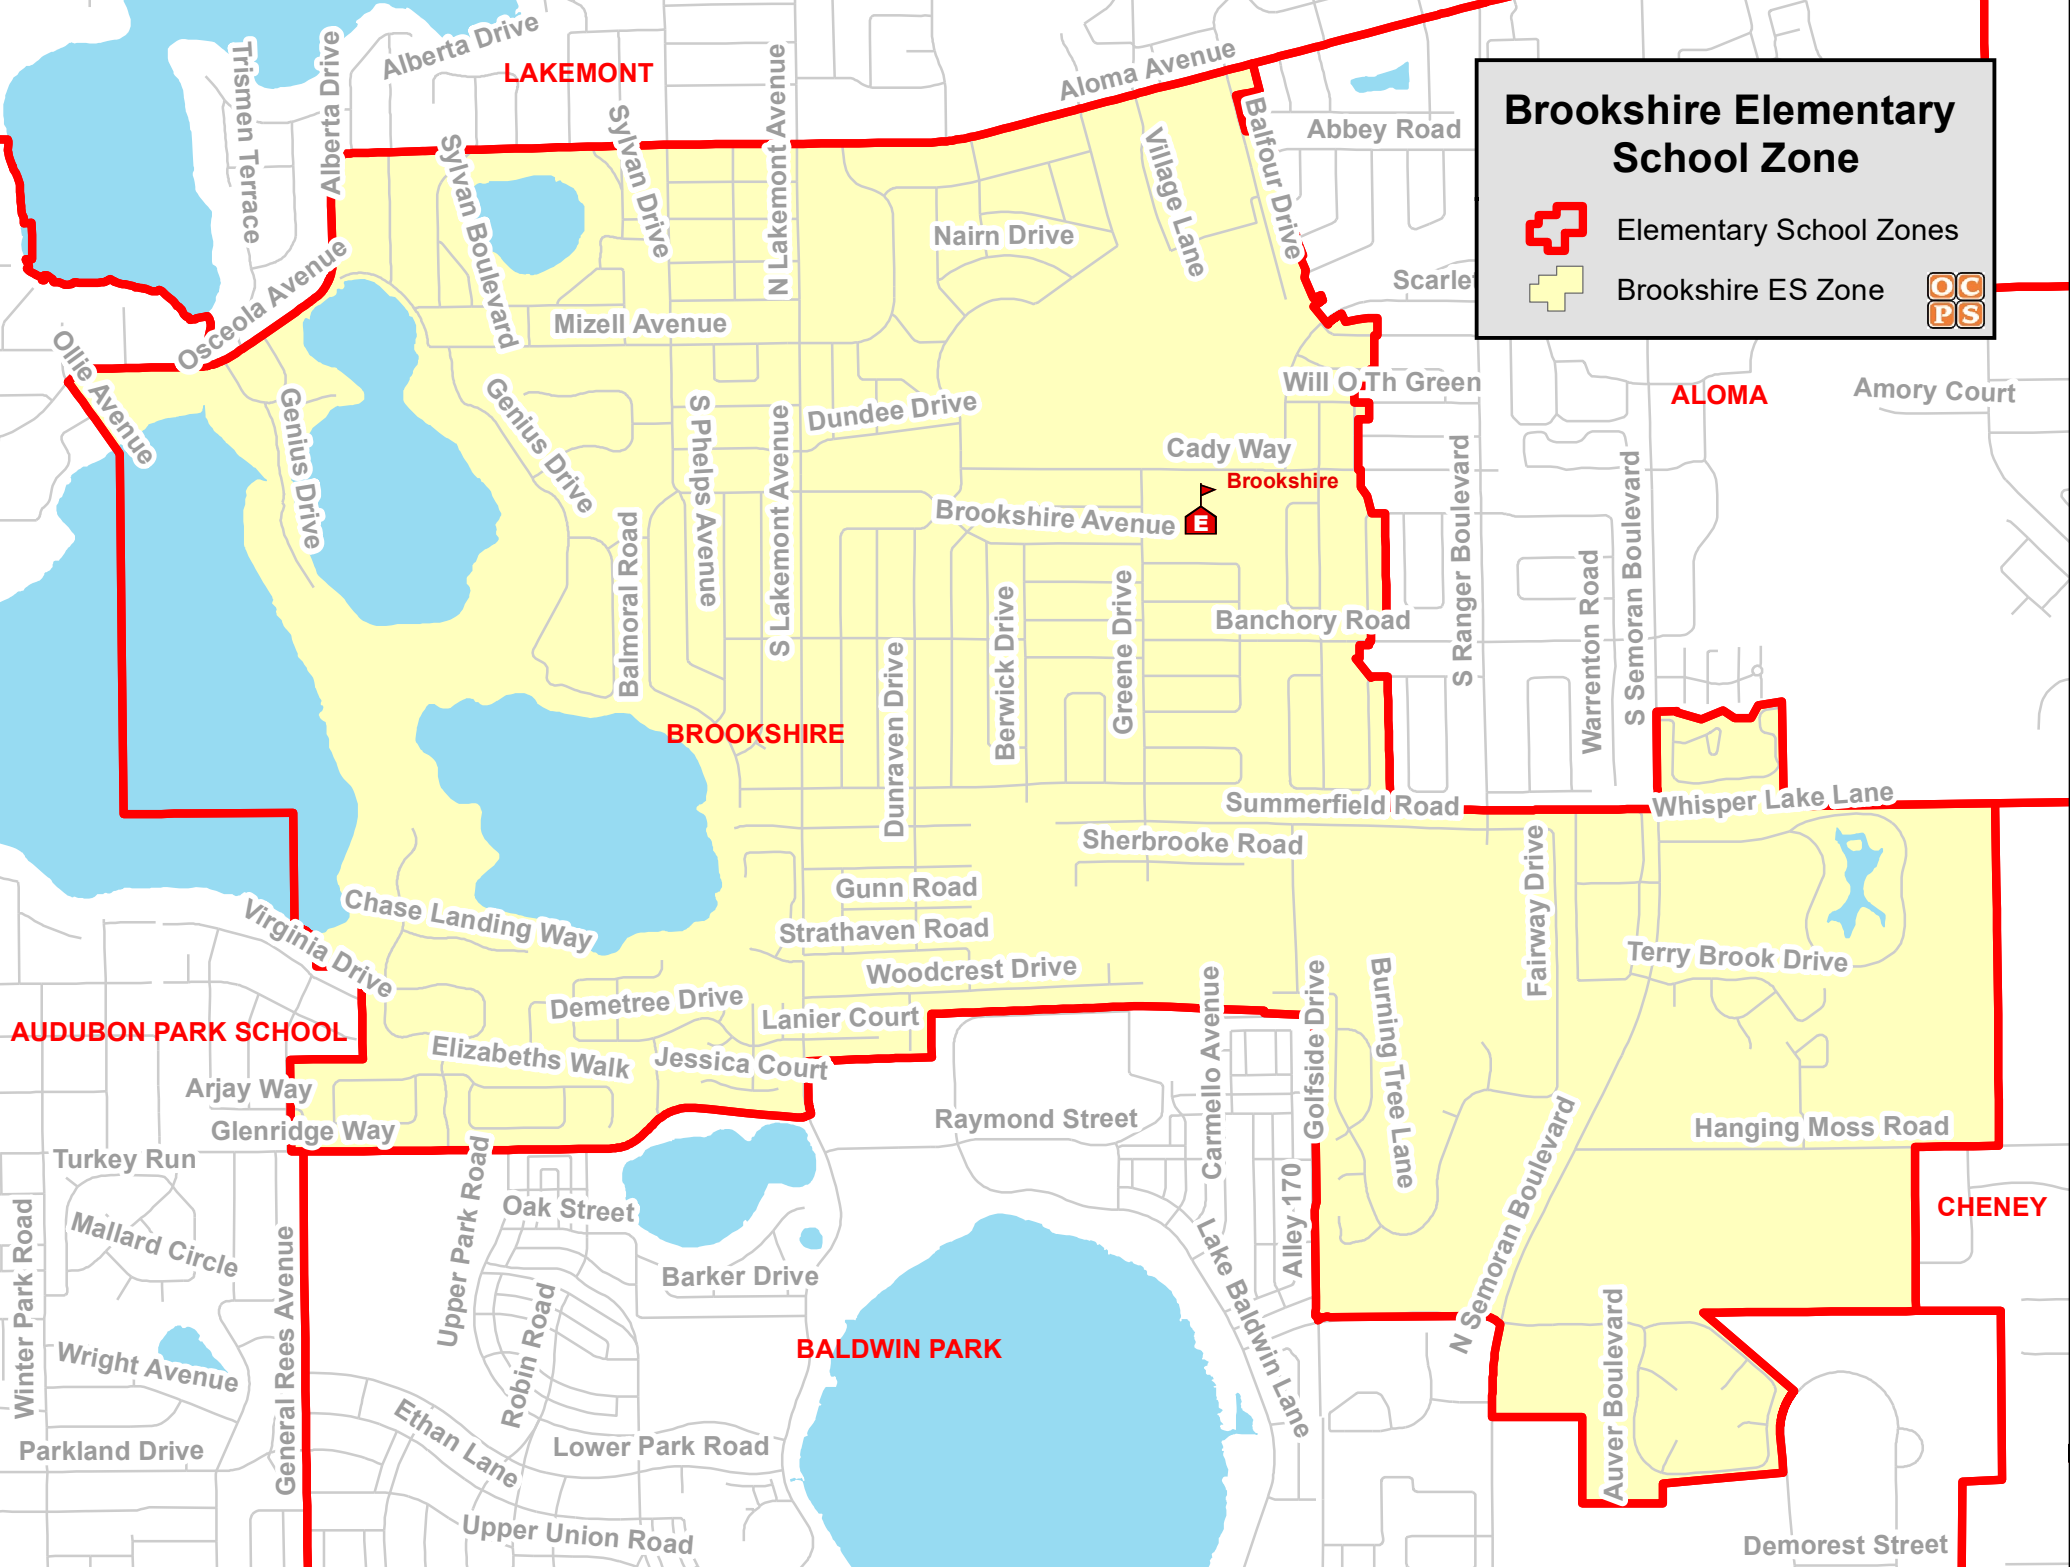 Brookshire Elementary
School Zone
Elementary School Zones
Brookshire ES Zone
OC
PS
Alberta Drive
LAKEMONT
Aloma Avenue
Trismen Terrace
Alberta Drive
Sylvan Boulevard
Sylvan Drive
N Lakemont Avenue
Village Lane
Balfour Drive
Abbey Road
Nairn Drive
Osceola Avenue
Scarlet
Mizell Avenue
Ollie Avenue
Will O Th Green
ALOMA
Amory Court
Genius Drive
Genius Drive
S Phelps Avenue
S Lakemont Avenue
Dundee Drive
Cady Way
Brookshire
E
Brookshire Avenue
Balmoral Road
S Ranger Boulevard
S Semoran Boulevard
Warrenton Road
Berwick Drive
Greene Drive
Banchory Road
Dunraven Drive
BROOKSHIRE
Summerfield Road
Whisper Lake Lane
Sherbrooke Road
Fairway Drive
Gunn Road
Chase Landing Way
Strathaven Road
Virginia Drive
Terry Brook Drive
Woodcrest Drive
Demetree Drive
Lanier Court
Carmello Avenue
Golfside Drive
Burning Tree Lane
AUDUBON PARK SCHOOL
Elizabeths Walk
Jessica Court
Arjay Way
Glenridge Way
Raymond Street
Hanging Moss Road
Turkey Run
Upper Park Road
Oak Street
Alley 170
CHENEY
Winter Park Road
Mallard Circle
General Rees Avenue
Barker Drive
Lake Baldwin Lane
N Semoran Boulevard
Robin Road
BALDWIN PARK
Wright Avenue
Auver Boulevard
Ethan Lane
Parkland Drive
Lower Park Road
Upper Union Road
Demorest Street